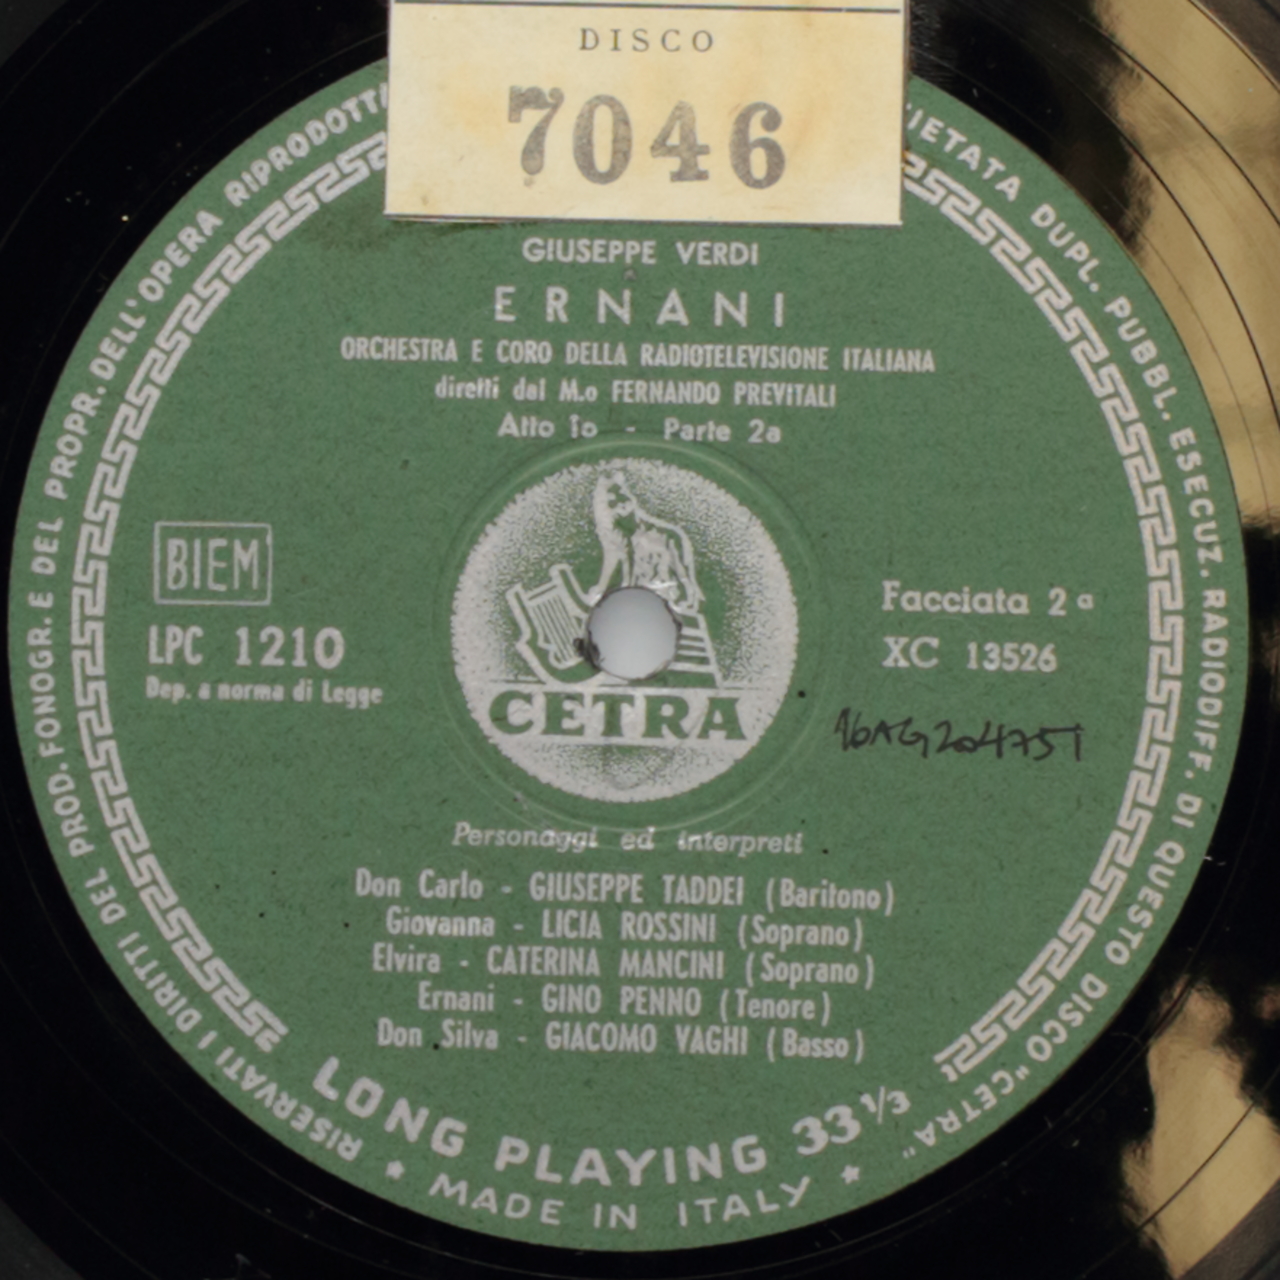 DISCO
7046
GIUSEPPE VERDI
ERNANI
ORCHESTRA E CORO DELLA RADIOTELEVISIONE ITALIANA
diretti dal M.o FERNANDO PREVITALI
Atto Io - Parte 2a
BIEM
LPC 1210
Dep. a norma di Legge
Facciata 2a
XC 13526
16AG204751
CETRA
Personaggi ed interpreti
Don Carlo - GIUSEPPE TADDEI (Baritono)
Giovanna - LICIA ROSSINI (Soprano)
Elvira - CATERINA MANCINI (Soprano)
Ernani - GINO PENNO (Tenore)
Don Silva - GIACOMO VAGHI (Basso)
LONG PLAYING 33 1/3
RISERVATI I DIRITTI DEL PROD. FONOGR. E DEL PROPR. DELL'OPERA RIPRODOTTA
DUPL. PUBBL. ESECUZ. RADIODIFF. DI QUESTO DISCO "CETRA"
★ MADE IN ITALY ★